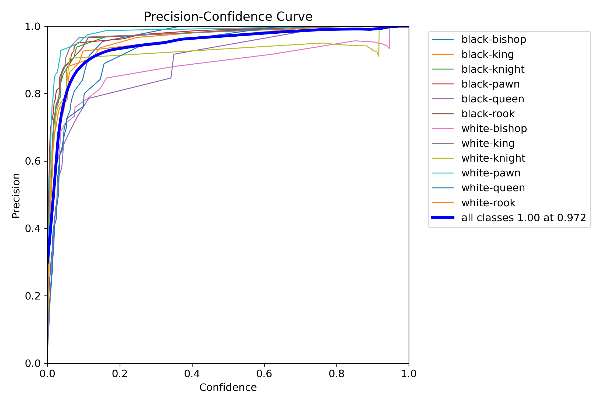 Precision-Confidence Curve
1.0
0.8
0.6
0.4
0.2
0.0
Precision
0.0 0.2 0.4 0.6 0.8 1.0
Confidence
black-bishop
black-king
black-knight
black-pawn
black-queen
black-rook
white-bishop
white-king
white-knight
white-pawn
white-queen
white-rook
all classes 1.00 at 0.972